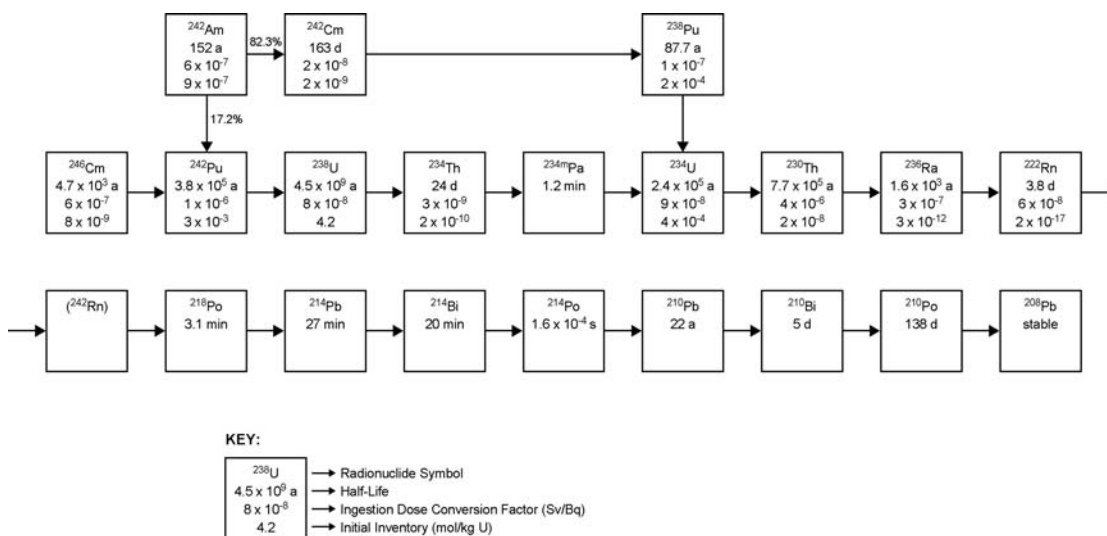 ²⁴²Am
152 a
6 x 10⁻⁷
9 x 10⁻⁷
82.3%
²⁴²Cm
163 d
2 x 10⁻⁸
2 x 10⁻⁹
²³⁸Pu
87.7 a
1 x 10⁻⁷
2 x 10⁻⁴
17.2%
²⁴⁶Cm
4.7 x 10³ a
6 x 10⁻⁷
8 x 10⁻⁹
²⁴²Pu
3.8 x 10⁵ a
1 x 10⁻⁶
3 x 10⁻³
²³⁸U
4.5 x 10⁹ a
8 x 10⁻⁸
4.2
²³⁴Th
24 d
3 x 10⁻⁹
2 x 10⁻¹⁰
²³⁴ᵐPa
1.2 min
²³⁴U
2.4 x 10⁵ a
9 x 10⁻⁸
4 x 10⁻⁴
²³⁰Th
7.7 x 10⁵ a
4 x 10⁻⁶
2 x 10⁻⁸
²³⁶Ra
1.6 x 10³ a
3 x 10⁻⁷
3 x 10⁻¹²
²²²Rn
3.8 d
6 x 10⁻⁸
2 x 10⁻¹⁷
(²⁴²Rn)
²¹⁸Po
3.1 min
²¹⁴Pb
27 min
²¹⁴Bi
20 min
²¹⁴Po
1.6 x 10⁻⁴ s
²¹⁰Pb
22 a
²¹⁰Bi
5 d
²¹⁰Po
138 d
²⁰⁸Pb
stable
KEY:
²³⁸U Radionuclide Symbol
4.5 x 10⁹ a Half-Life
8 x 10⁻⁸ Ingestion Dose Conversion Factor (Sv/Bq)
4.2 Initial Inventory (mol/kg U)